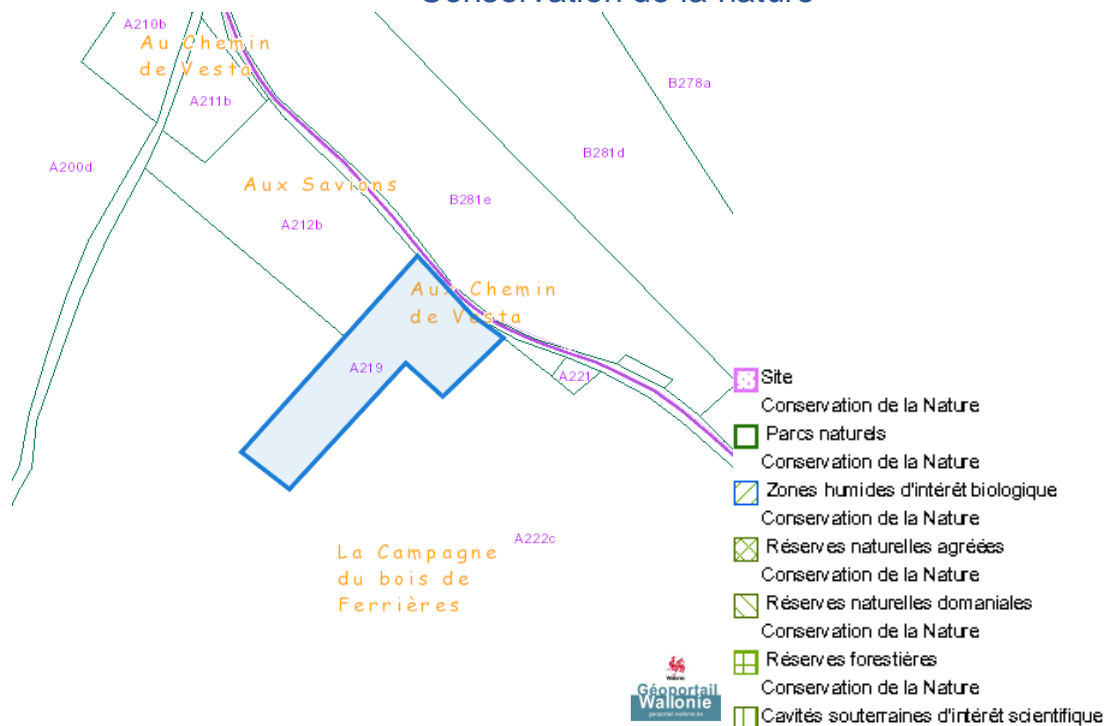 Conservation de la nature
A210b
Au Chemin
de Vesta
A211b
B278a
A200d
B281d
Aux Savions
B281e
A212b
Aux Chemin
de Vesta
A219
A221
A222c
La Campagne
du bois de
Ferrières
Site
Conservation de la Nature
Parcs naturels
Conservation de la Nature
Zones humides d'intérêt biologique
Conservation de la Nature
Réserves naturelles agréées
Conservation de la Nature
Réserves naturelles domaniales
Conservation de la Nature
Réserves forestières
Conservation de la Nature
Cavités souterraines d'intérêt scientifique
Wallonie
Géoportail
Wallonie
geoportail.wallonie.be